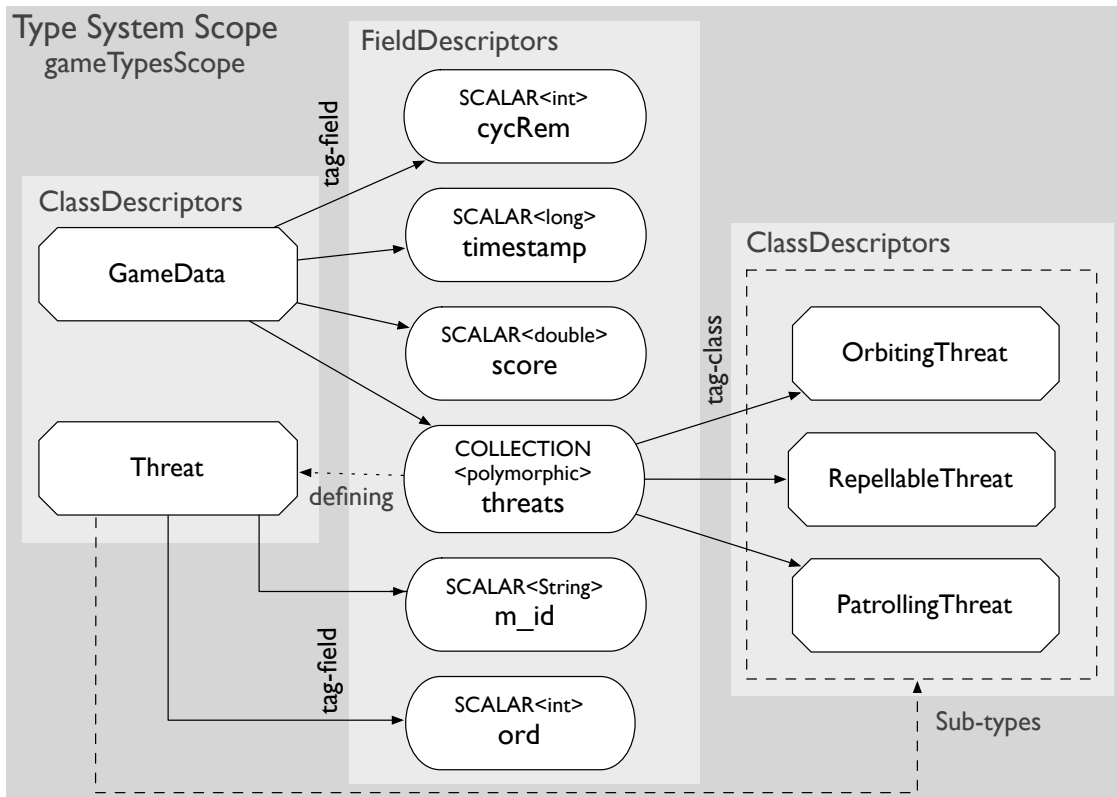 Type System Scope
gameTypesScope
FieldDescriptors
SCALAR<int>
cycRem
tag-field
ClassDescriptors
GameData
SCALAR<long>
timestamp
SCALAR<double>
score
Threat
defining
COLLECTION
<polymorphic>
threats
SCALAR<String>
m_id
tag-field
SCALAR<int>
ord
ClassDescriptors
tag-class
OrbitingThreat
RepellableThreat
PatrollingThreat
Sub-types